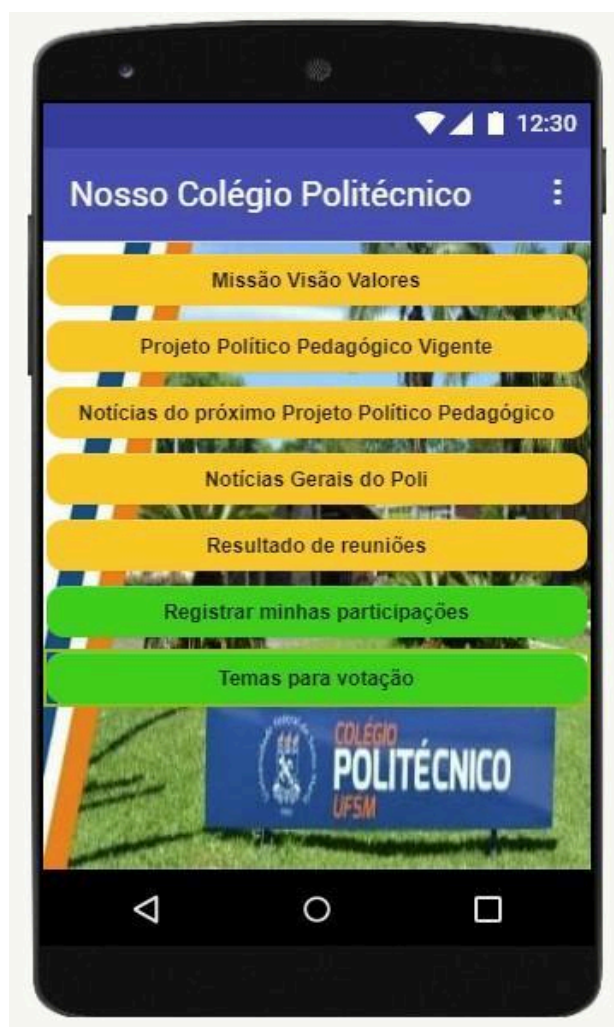 12:30
Nosso Colégio Politécnico
Missão Visão Valores
Projeto Político Pedagógico Vigente
Notícias do próximo Projeto Político Pedagógico
Notícias Gerais do Poli
Resultado de reuniões
Registrar minhas participações
Temas para votação
COLÉGIO
POLITÉCNICO
UFSM